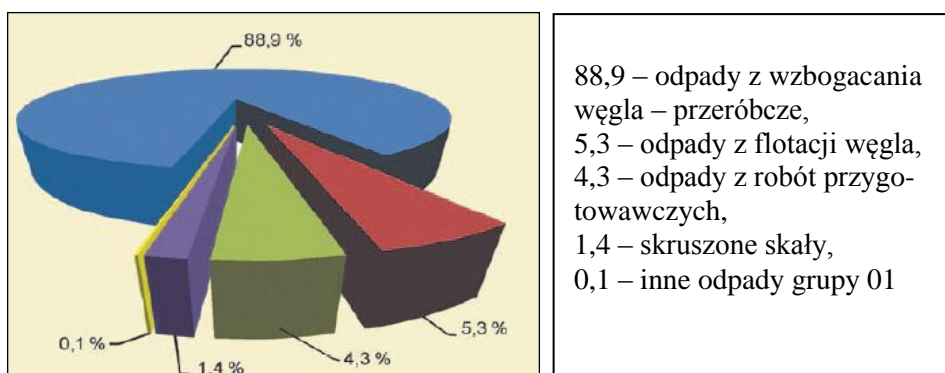 88,9 %
0,1 %
1,4 %
4,3 %
5,3 %
88,9 – odpady z wzbogacania
węgla – przeróbcze,
5,3 – odpady z flotacji węgla,
4,3 – odpady z robót przygo-
towawczych,
1,4 – skruszone skały,
0,1 – inne odpady grupy 01